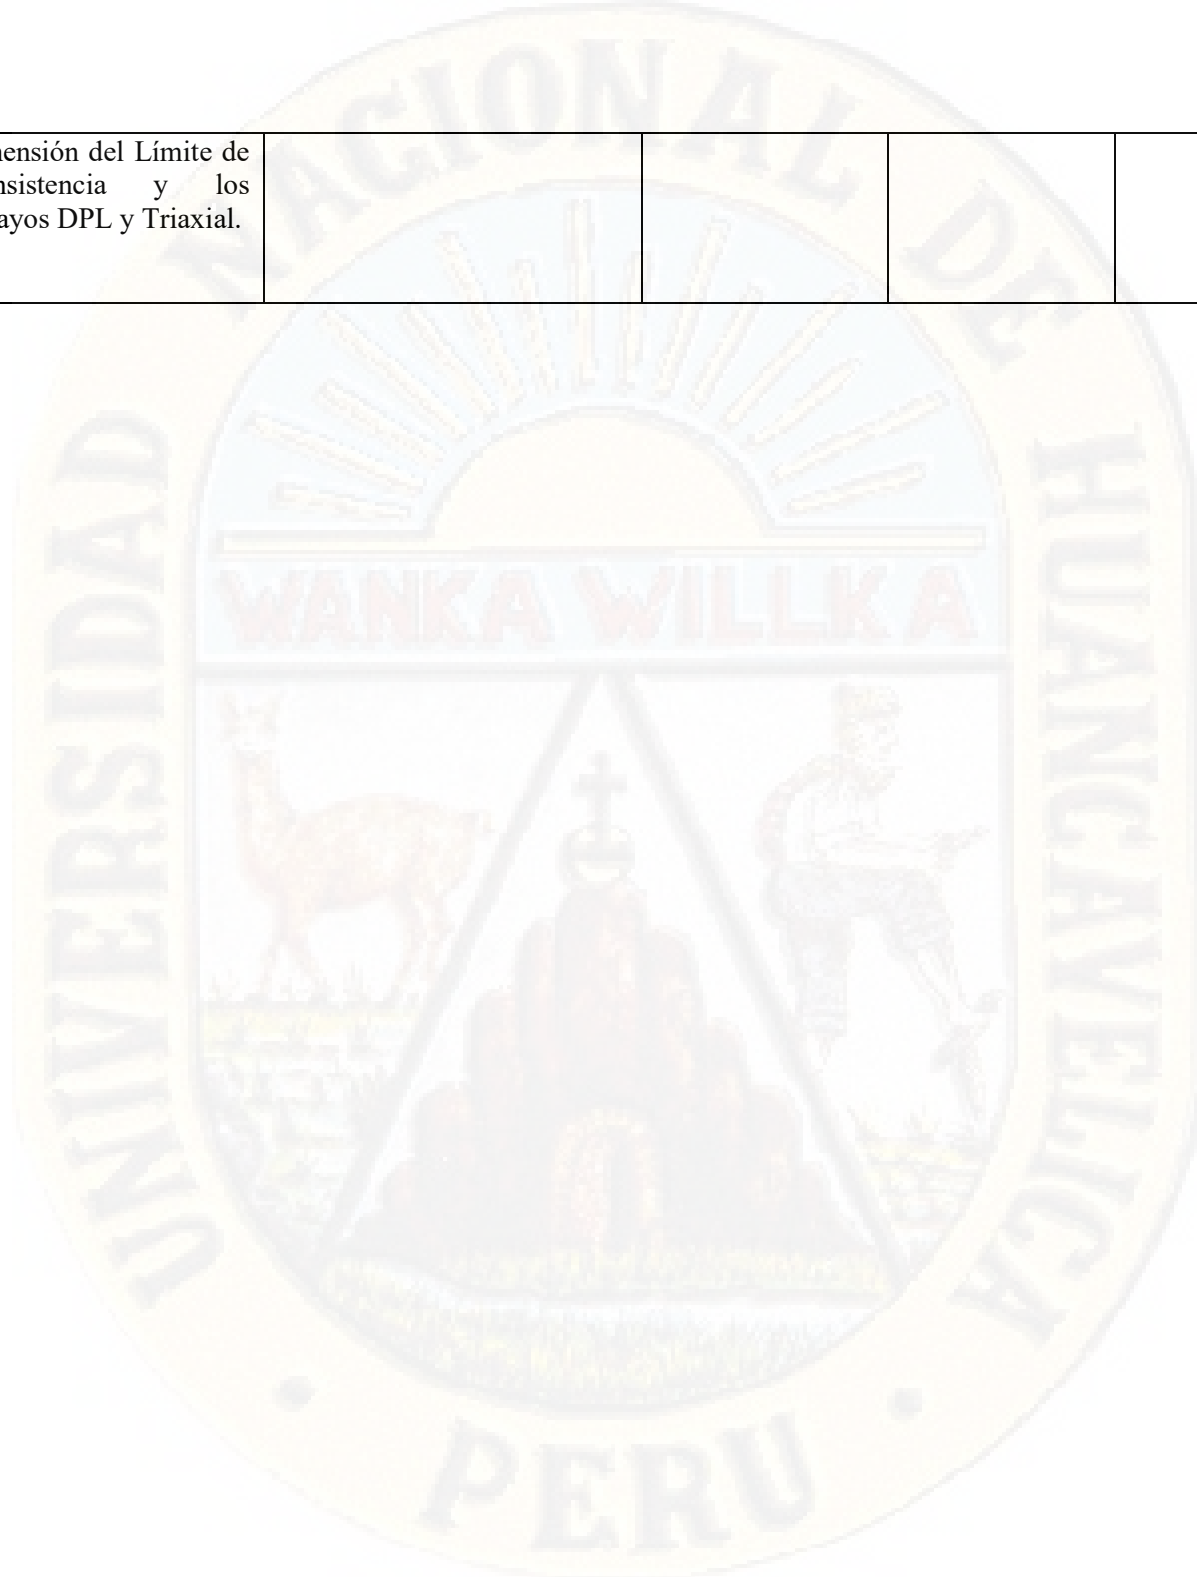 ensión del Límite de
nsistencia y los
ayos DPL y Triaxial.
UNIVERSIDAD NACIONAL DE HUANCAVELICA
WANKA WILLKA
PERU